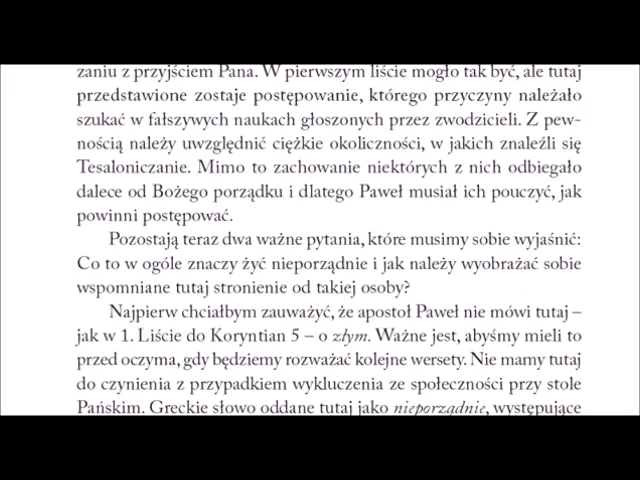 zaniu z przyjściem Pana. W pierwszym liście mogło tak być, ale tutaj
przedstawione zostaje postępowanie, którego przyczyny należało
szukać w fałszywych naukach głoszonych przez zwodzicieli. Z pew-
nością należy uwzględnić ciężkie okoliczności, w jakich znaleźli się
Tesaloniczanie. Mimo to zachowanie niektórych z nich odbiegało
dalece od Bożego porządku i dlatego Paweł musiał ich pouczyć, jak
powinni postępować.
Pozostają teraz dwa ważne pytania, które musimy sobie wyjaśnić:
Co to w ogóle znaczy żyć nieporządnie i jak należy wyobrażać sobie
wspomniane tutaj stronienie od takiej osoby?
Najpierw chciałbym zauważyć, że apostoł Paweł nie mówi tutaj –
jak w 1. Liście do Koryntian 5 – o złym. Ważne jest, abyśmy mieli to
przed oczyma, gdy będziemy rozważać kolejne wersety. Nie mamy tutaj
do czynienia z przypadkiem wykluczenia ze społeczności przy stole
Pańskim. Greckie słowo oddane tutaj jako nieporządnie, występujące